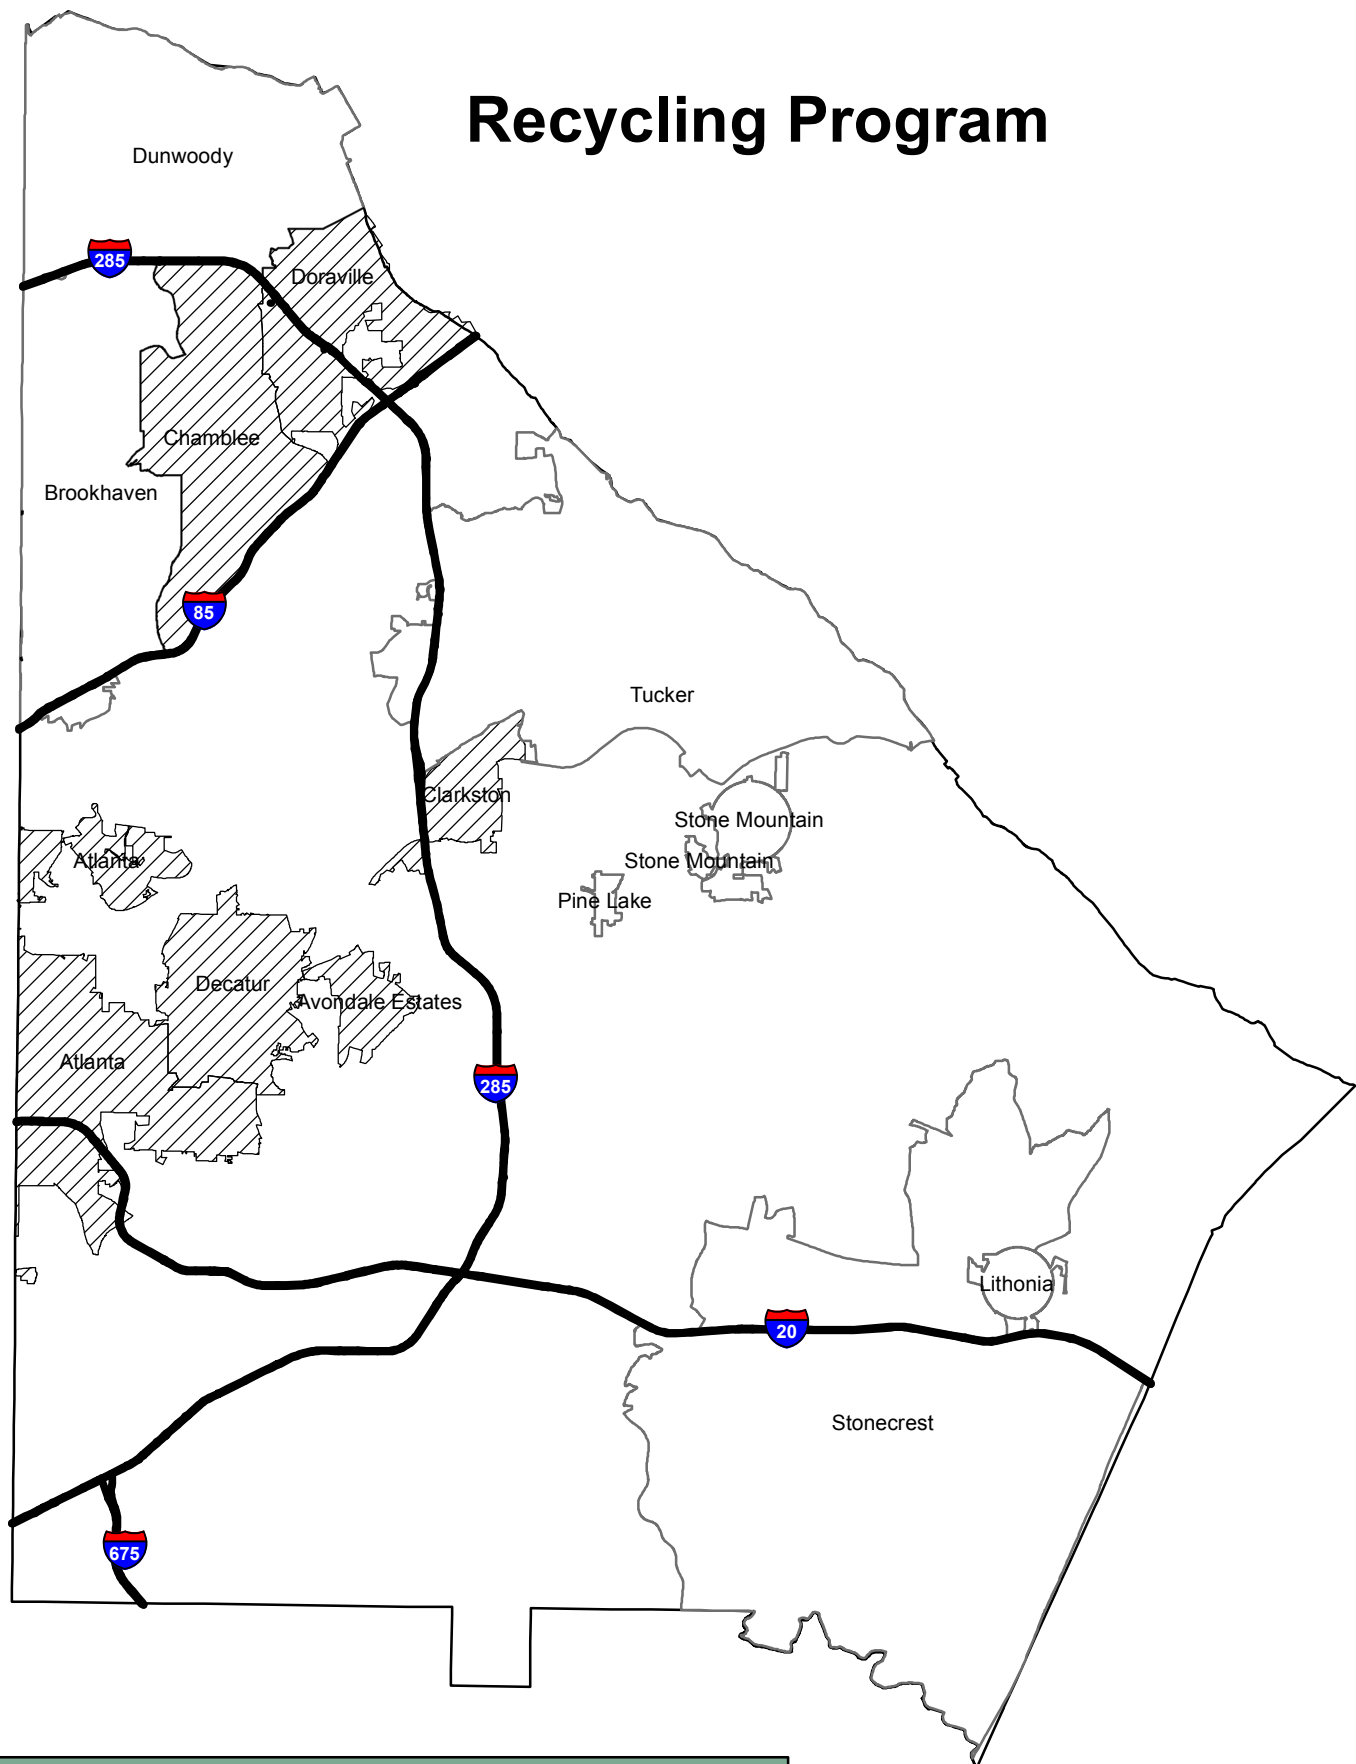 Recycling Program
Dunwoody
285
Doraville
Chamblee
Brookhaven
85
Tucker
Clarkston
Stone Mountain
Atlanta
Stone Mountain
Pine Lake
Decatur
Avondale Estates
Atlanta
285
Lithonia
20
Stonecrest
675